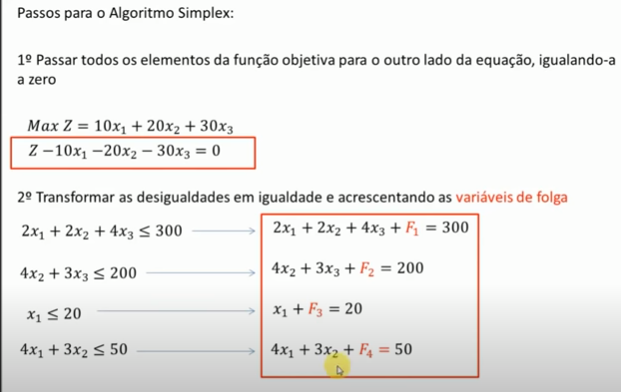 Passos para o Algoritmo Simplex:
1º Passar todos os elementos da função objetiva para o outro lado da equação, igualando-a
a zero
Max Z = 10x₁ + 20x₂ + 30x₃
Z −10x₁ −20x₂ − 30x₃ = 0
2º Transformar as desigualdades em igualdade e acrescentando as variáveis de folga
2x₁ + 2x₂ + 4x₃ ≤ 300 2x₁ + 2x₂ + 4x₃ + F₁ = 300
4x₂ + 3x₃ ≤ 200 4x₂ + 3x₃ + F₂ = 200
x₁ ≤ 20 x₁ + F₃ = 20
4x₁ + 3x₂ ≤ 50 4x₁ + 3x₂ + F₄ = 50